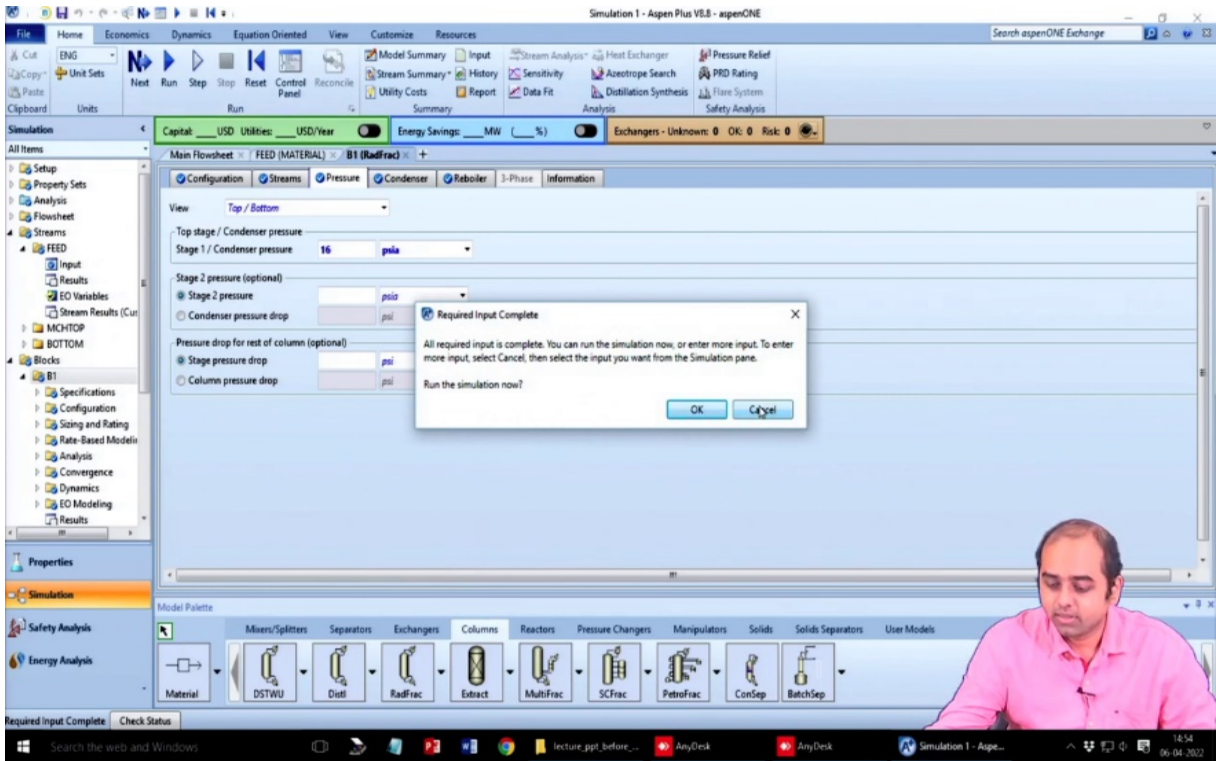 Simulation 1 - Aspen Plus V8.8 - aspenONE
File Home Economics Dynamics Equation Oriented View Customize Resources Search aspenONE Exchange
Cut ENG Model Summary Input Stream Analysis Heat Exchanger Pressure Relief
Copy Unit Sets Next Run Step Stop Reset Control Panel Reconcile Stream Summary History Sensitivity Azeotrope Search PRD Rating
Paste Utility Costs Report Data Fit Distillation Synthesis Flare System
Clipboard Units Run Summary Analysis Safety Analysis
Simulation Capital: ___USD Utilities: ___USD/Year Energy Savings: ___MW (___%) Exchangers - Unknown: 0 OK: 0 Risk: 0
All Items Main Flowsheet FEED (MATERIAL) B1 (RadFrac) +
Setup
Property Sets
Analysis
Flowsheet
Streams
FEED
Input
Results
EO Variables
Stream Results (Cus
MCHTOP
BOTTOM
Blocks
B1
Specifications
Configuration
Sizing and Rating
Rate-Based Modelin
Analysis
Convergence
Dynamics
EO Modeling
Results
Configuration Streams Pressure Condenser Reboiler 3-Phase Information
View Top / Bottom
Top stage / Condenser pressure
Stage 1 / Condenser pressure 16 psia
Stage 2 pressure (optional)
Stage 2 pressure psia
Condenser pressure drop psi
Pressure drop for rest of column (optional)
Stage pressure drop psi
Column pressure drop psi
Required Input Complete
All required input is complete. You can run the simulation now, or enter more input. To enter
more input, select Cancel, then select the input you want from the Simulation pane.
Run the simulation now?
OK Cancel
Properties
Simulation
Safety Analysis
Energy Analysis
Model Palette
Mixers/Splitters Separators Exchangers Columns Reactors Pressure Changers Manipulators Solids Solids Separators User Models
Material DSTWU Distl RadFrac Extract MultiFrac SCFrac PetroFrac ConSep BatchSep
Required Input Complete Check Status
Search the web and Windows lecture_ppt_before_... AnyDesk AnyDesk Simulation 1 - Aspe... 14:54
06-04-2022